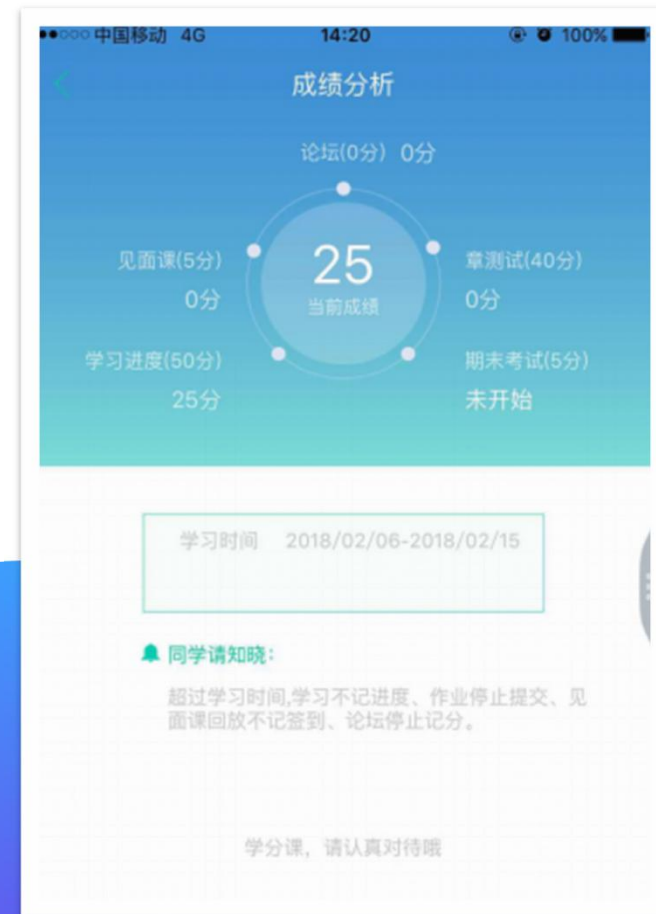 中国移动 4G 14:20 100%
成绩分析
论坛(0分) 0分
见面课(5分)
0分
25
当前成绩
章测试(40分)
0分
学习进度(50分)
25分
期末考试(5分)
未开始
学习时间 2018/02/06-2018/02/15
同学请知晓：
超过学习时间,学习不记进度、作业停止提交、见
面课回放不记签到、论坛停止记分。
学分课，请认真对待哦